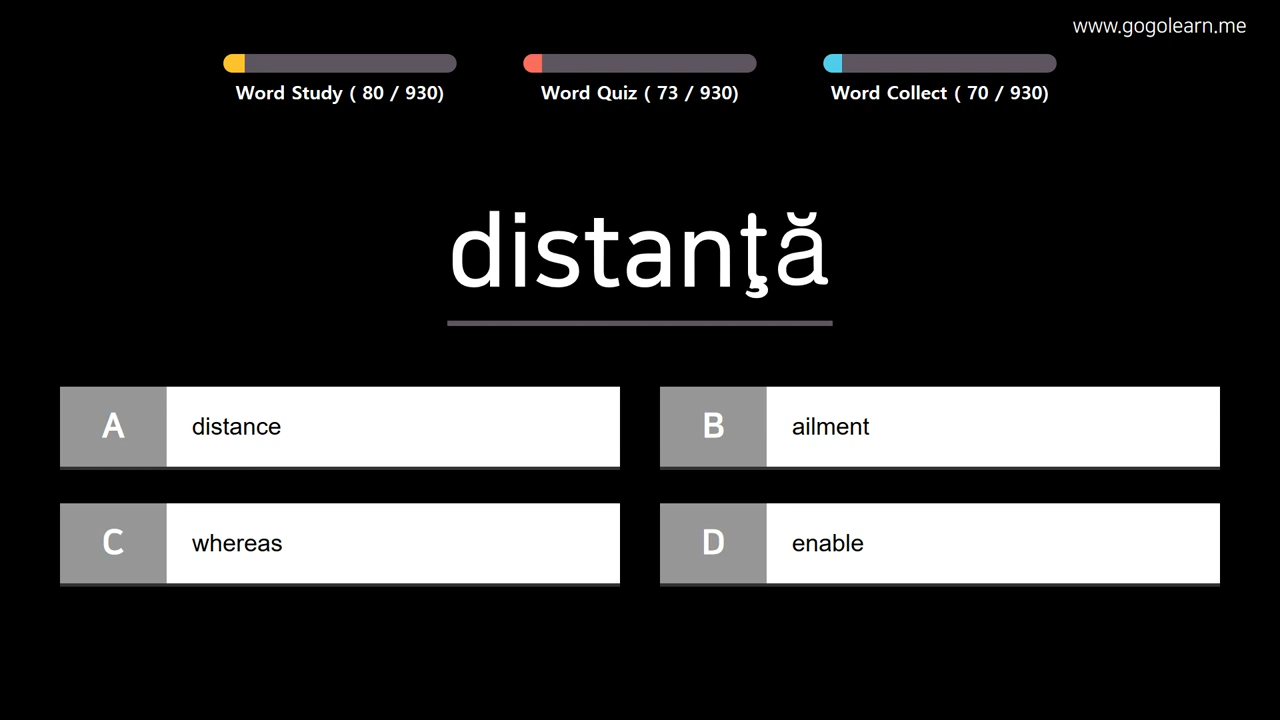 www.gogolearn.me
Word Study ( 80 / 930)
Word Quiz ( 73 / 930)
Word Collect ( 70 / 930)
distanţă
A distance
B ailment
C whereas
D enable